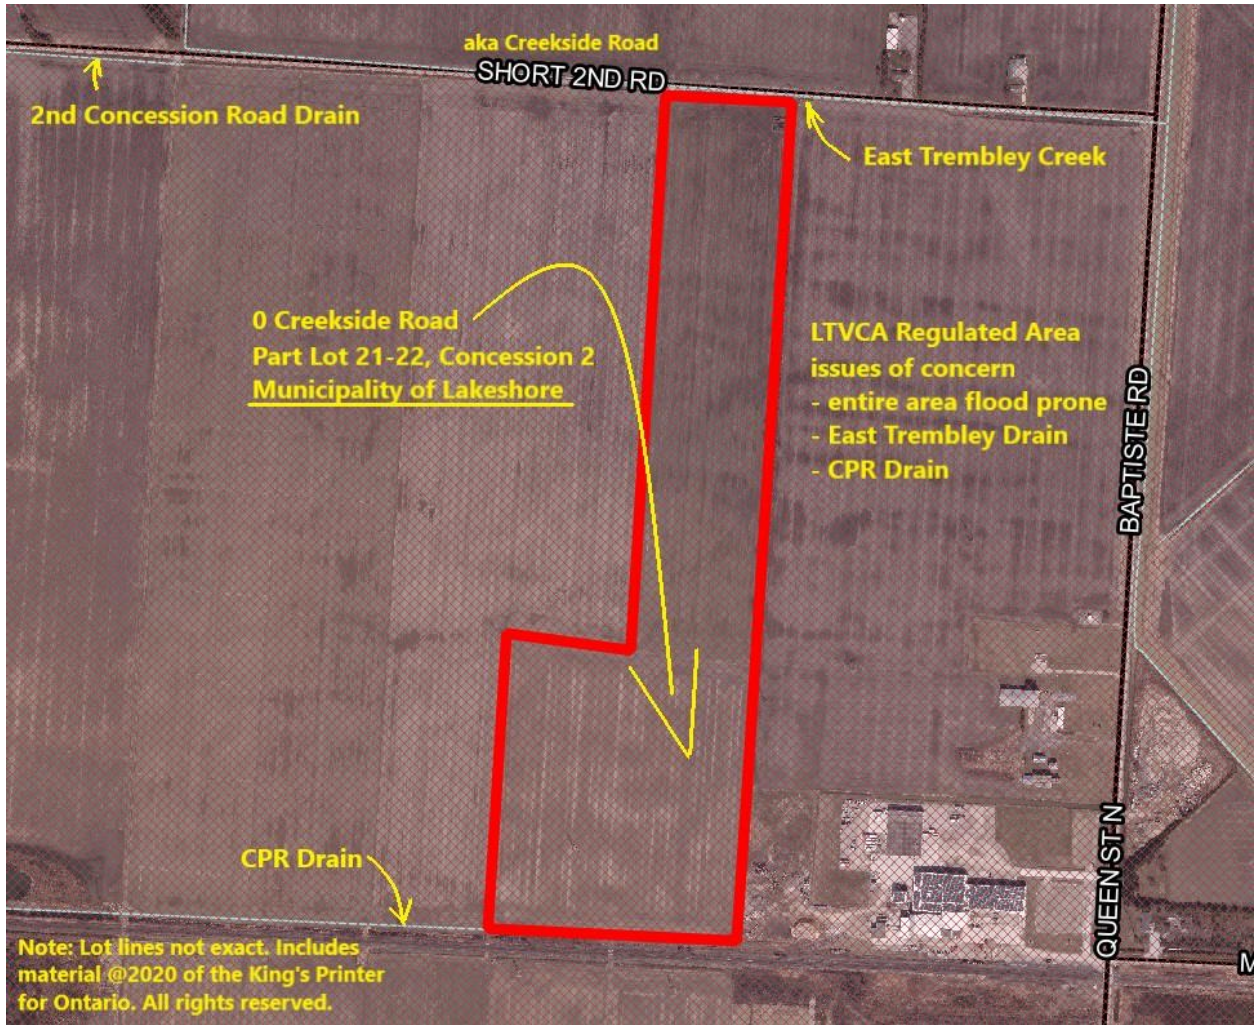 aka Creekside Road
SHORT 2ND RD
2nd Concession Road Drain
East Trembley Creek
0 Creekside Road
Part Lot 21-22, Concession 2
Municipality of Lakeshore
LTVCA Regulated Area
issues of concern
- entire area flood prone
- East Trembley Drain
- CPR Drain
BAPTISTE RD
CPR Drain
QUEEN ST N
M
Note: Lot lines not exact. Includes
material @2020 of the King's Printer
for Ontario. All rights reserved.